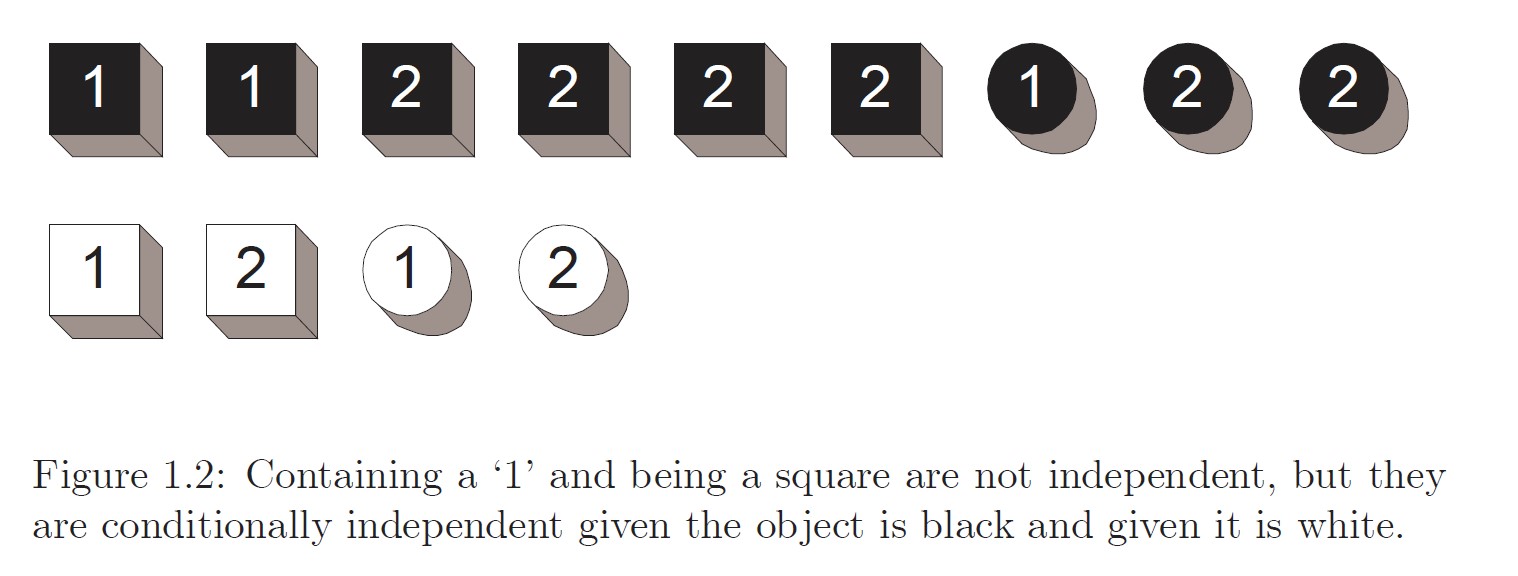 1 1 2 2 2 2 1 2 2
1 2 1 2
Figure 1.2: Containing a ‘1’ and being a square are not independent, but they
are conditionally independent given the object is black and given it is white.